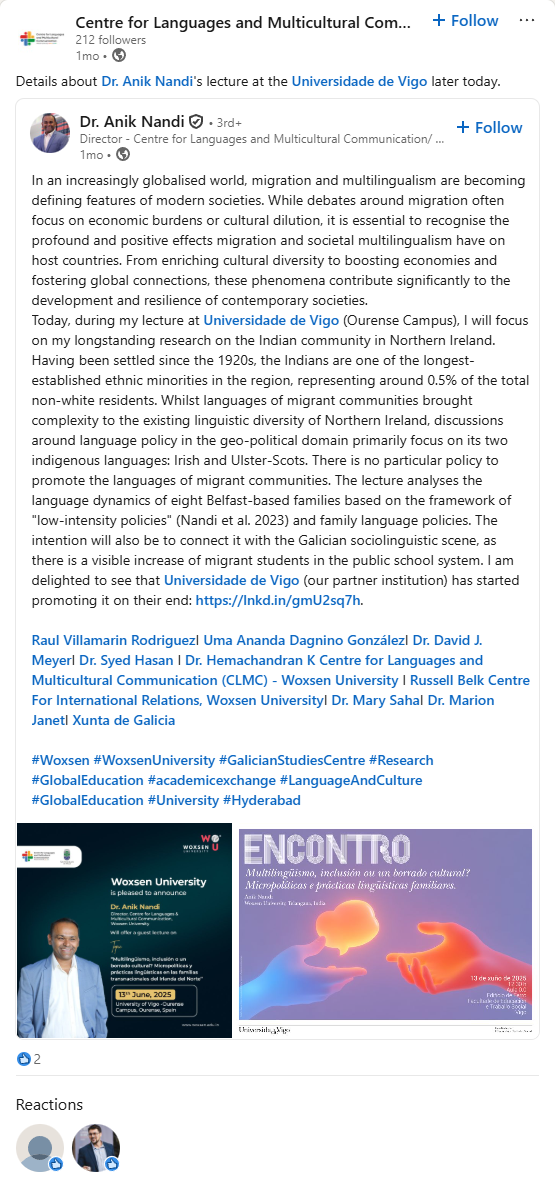 Centre for Languages and Multicultural Com...
+ Follow
212 followers
1mo •
Details about Dr. Anik Nandi's lecture at the Universidade de Vigo later today.
Dr. Anik Nandi • 3rd+
+ Follow
Director - Centre for Languages and Multicultural Communication/ ...
1mo •
In an increasingly globalised world, migration and multilingualism are becoming
defining features of modern societies. While debates around migration often
focus on economic burdens or cultural dilution, it is essential to recognise the
profound and positive effects migration and societal multilingualism have on
host countries. From enriching cultural diversity to boosting economies and
fostering global connections, these phenomena contribute significantly to the
development and resilience of contemporary societies.
Today, during my lecture at Universidade de Vigo (Ourense Campus), I will focus
on my longstanding research on the Indian community in Northern Ireland.
Having been settled since the 1920s, the Indians are one of the longest-
established ethnic minorities in the region, representing around 0.5% of the total
non-white residents. Whilst languages of migrant communities brought
complexity to the existing linguistic diversity of Northern Ireland, discussions
around language policy in the geo-political domain primarily focus on its two
indigenous languages: Irish and Ulster-Scots. There is no particular policy to
promote the languages of migrant communities. The lecture analyses the
language dynamics of eight Belfast-based families based on the framework of
"low-intensity policies" (Nandi et al. 2023) and family language policies. The
intention will also be to connect it with the Galician sociolinguistic scene, as
there is a visible increase of migrant students in the public school system. I am
delighted to see that Universidade de Vigo (our partner institution) has started
promoting it on their end: https://lnkd.in/gmU2sq7h.
Raul Villamarin Rodriguezl Uma Ananda Dagnino Gonzálezl Dr. David J.
Meyerl Dr. Syed Hasan l Dr. Hemachandran K Centre for Languages and
Multicultural Communication (CLMC) - Woxsen University l Russell Belk Centre
For International Relations, Woxsen Universityl Dr. Mary Sahal Dr. Marion
Janetl Xunta de Galicia
#Woxsen #WoxsenUniversity #GalicianStudiesCentre #Research
#GlobalEducation #academicexchange #LanguageAndCulture
#GlobalEducation #University #Hyderabad
WOXSEN
UNIVERSITY
Woxsen University
is pleased to announce
Dr. Anik Nandi
Director, Centre for Languages &
Multicultural Communication,
Woxsen University
Will offer a guest lecture on
"Multilingüismo, inclusión o un
borrado cultural? Micropolíticas y
prácticas lingüísticas en las familias
transnacionales del Irlanda del Norte"
13th June, 2025
University of Vigo -Ourense
Campus, Ourense, Spain
www.woxsen.edu.in
ENCONTRO
Multilingüismo, inclusión ou un borrado cultural?
Micropolíticas e prácticas lingüísticas familiares.
Anik Nandi
Woxsen University Telangana, India
13 de xuño de 2025
12:30 h
Aula 0.6
Edificio de Ferro
Facultade de Educación
e Traballo Social
Vigo
Universidade Vigo
2
Reactions